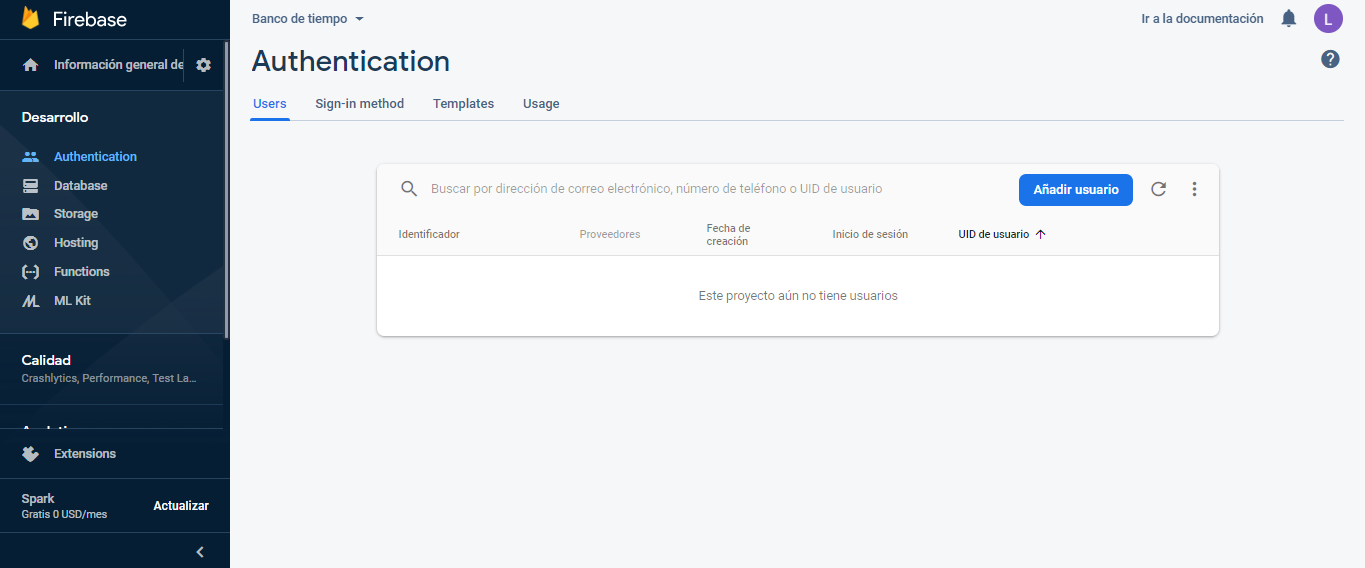 Firebase
Información general de
Desarrollo
Authentication
Database
Storage
Hosting
Functions
ML Kit
Calidad
Crashlytics, Performance, Test La...
Extensions
Spark
Gratis 0 USD/mes
Actualizar
Banco de tiempo
Ir a la documentación
L
Authentication
?
Users Sign-in method Templates Usage
Buscar por dirección de correo electrónico, número de teléfono o UID de usuario
Añadir usuario
Identificador Proveedores Fecha de
creación Inicio de sesión UID de usuario
Este proyecto aún no tiene usuarios